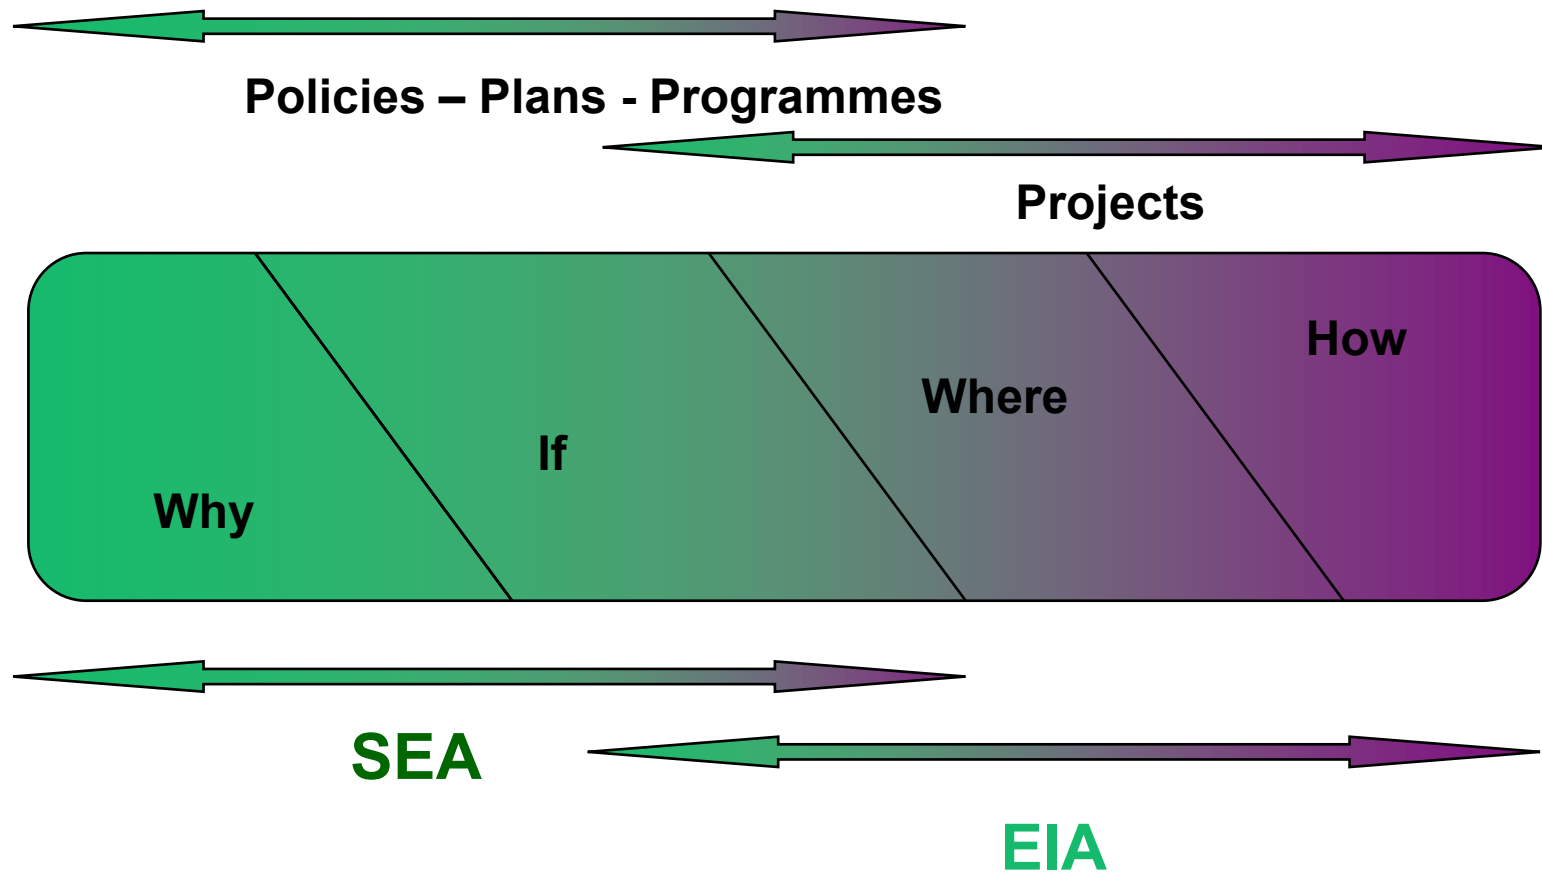 Policies – Plans - Programmes
Projects
How
Where
If
Why
SEA
EIA